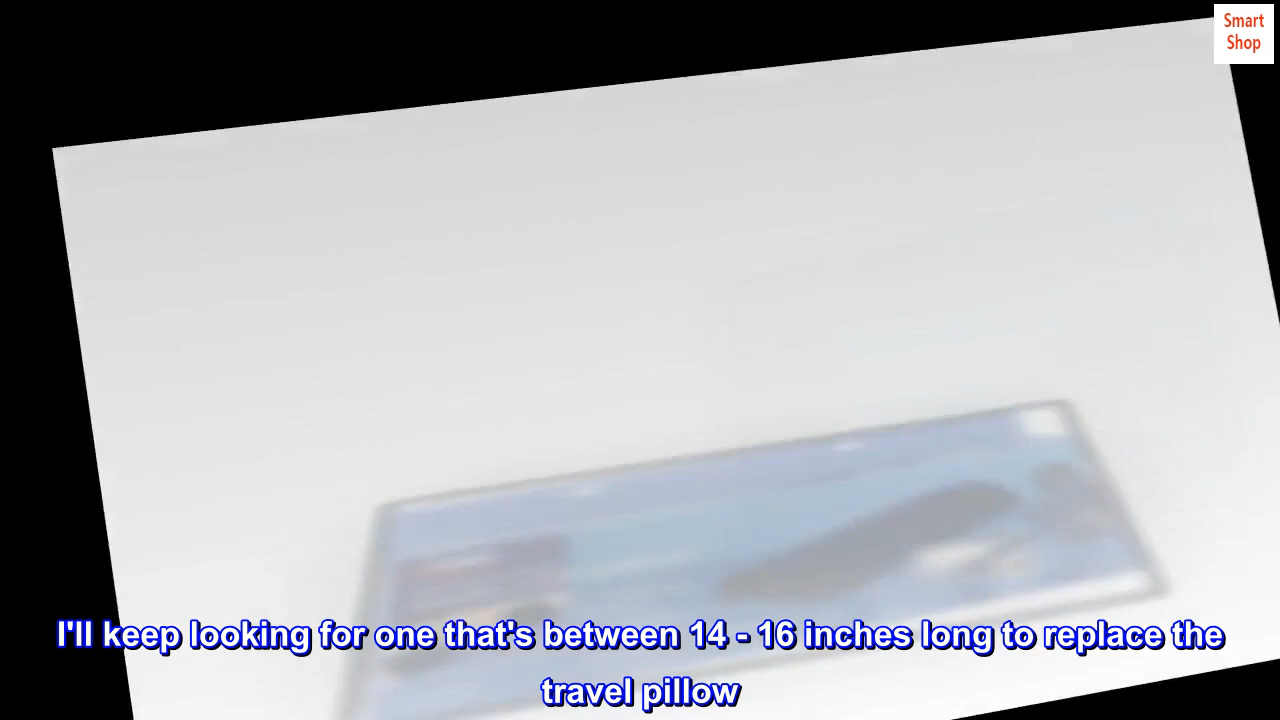 Smart
Shop
I'll keep looking for one that's between 14 - 16 inches long to replace the
travel pillow